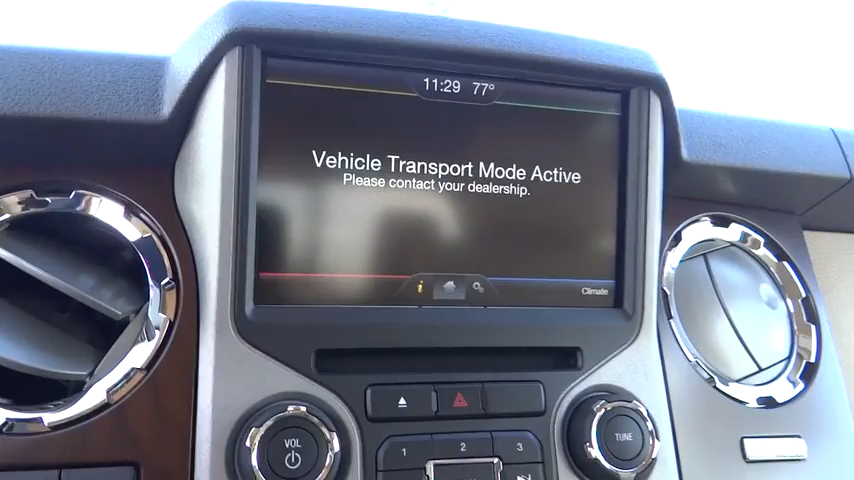 11:29 77°
Vehicle Transport Mode Active
Please contact your dealership.
i
Climate
VOL
TUNE
1 2 3